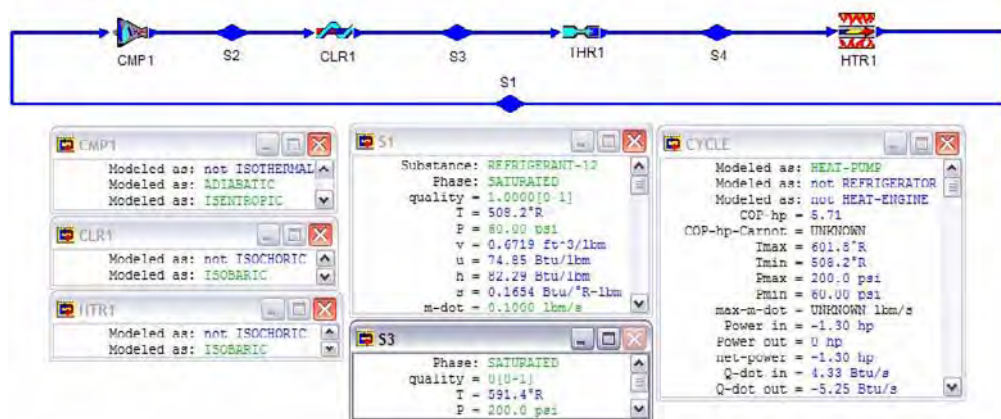 CMP1
S2
CLR1
S3
THR1
S4
HTR1
S1
CMP1
Modeled as: not ISOTHERMAL
Modeled as: ADIABATIC
Modeled as: ISENTROPIC
CLR1
Modeled as: not ISOCHORIC
Modeled as: ISOBARIC
HTR1
Modeled as: not ISOCHORIC
Modeled as: ISOBARIC
S1
Substance: REFRIGERANT-12
Phase: SATURATED
quality = 1.0000[0-1]
T = 508.2°R
P = 60.00 psi
v = 0.6719 ft^3/lbm
u = 74.85 Btu/lbm
h = 82.29 Btu/lbm
s = 0.1654 Btu/°R-lbm
m-dot = 0.1000 lbm/s
S3
Phase: SATURATED
quality = 0[0-1]
T = 591.4°R
P = 200.0 psi
CYCLE
Modeled as: HEAT-PUMP
Modeled as: not REFRIGERATOR
Modeled as: not HEAT-ENGINE
COP-hp = 5.71
COP-hp-Carnot = UNKNOWN
Tmax = 601.8°R
Tmin = 508.2°R
Pmax = 200.0 psi
Pmin = 60.00 psi
max-m-dot = UNKNOWN lbm/s
Power in = -1.30 hp
Power out = 0 hp
net-power = -1.30 hp
Q-dot in = 4.33 Btu/s
Q-dot out = -5.25 Btu/s